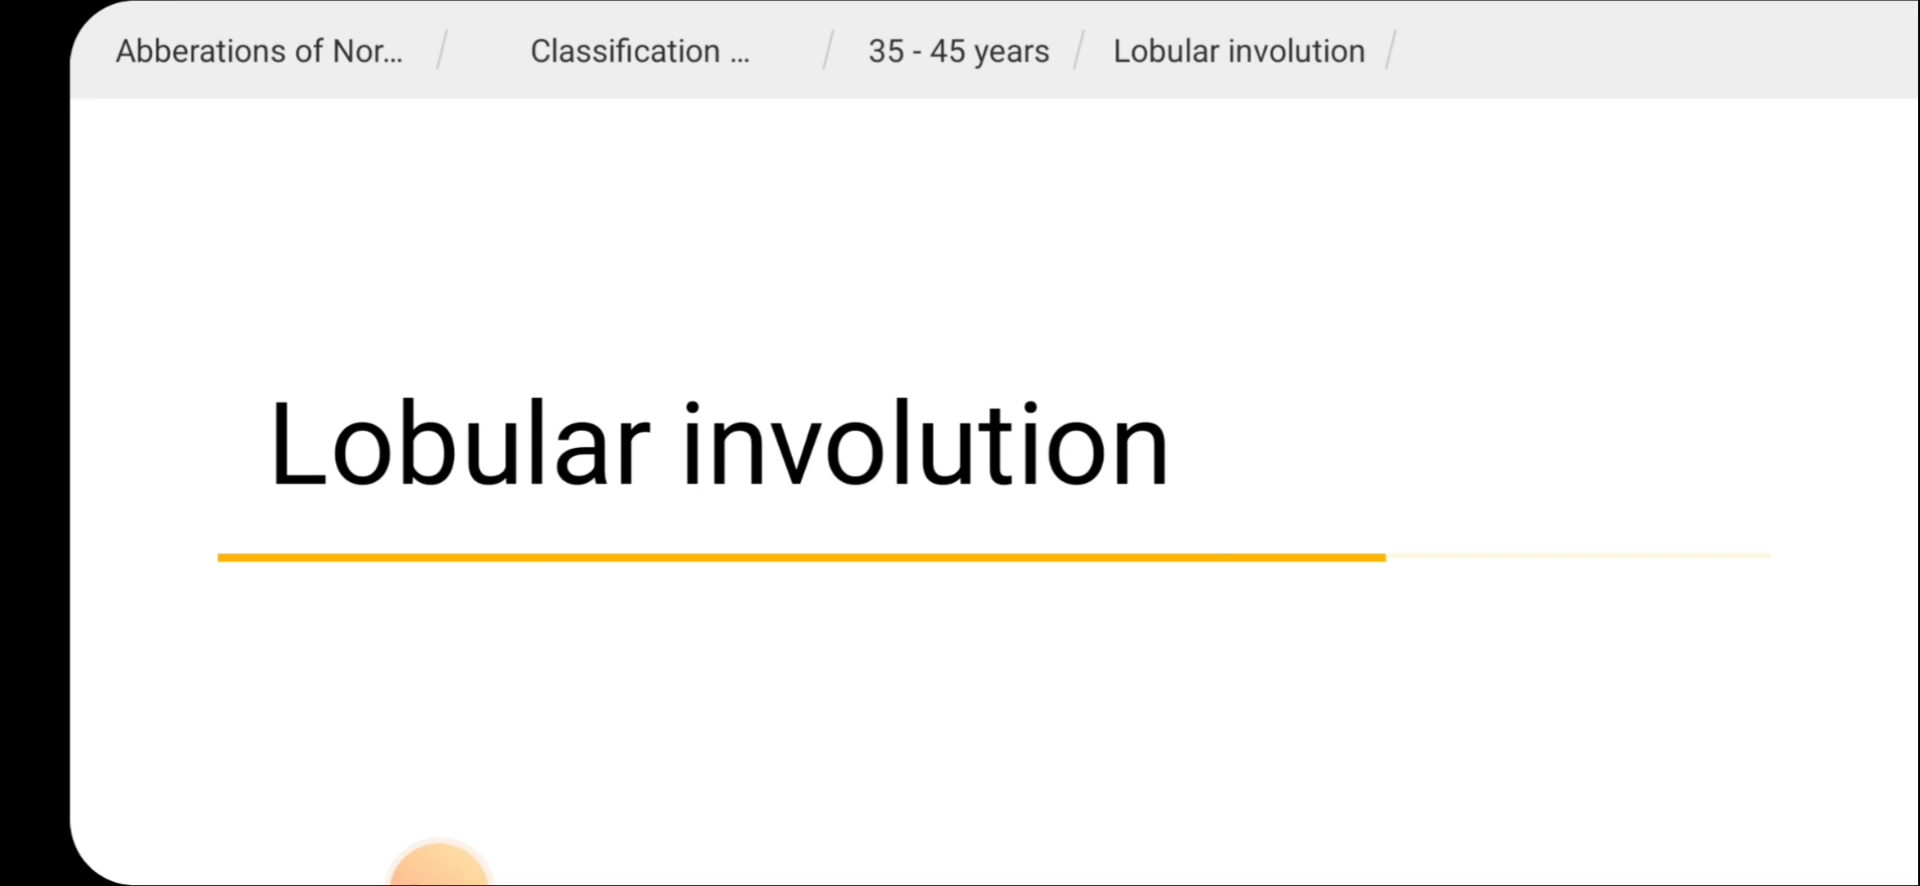 Abberations of Nor... / Classification ... / 35 - 45 years / Lobular involution /
Lobular involution